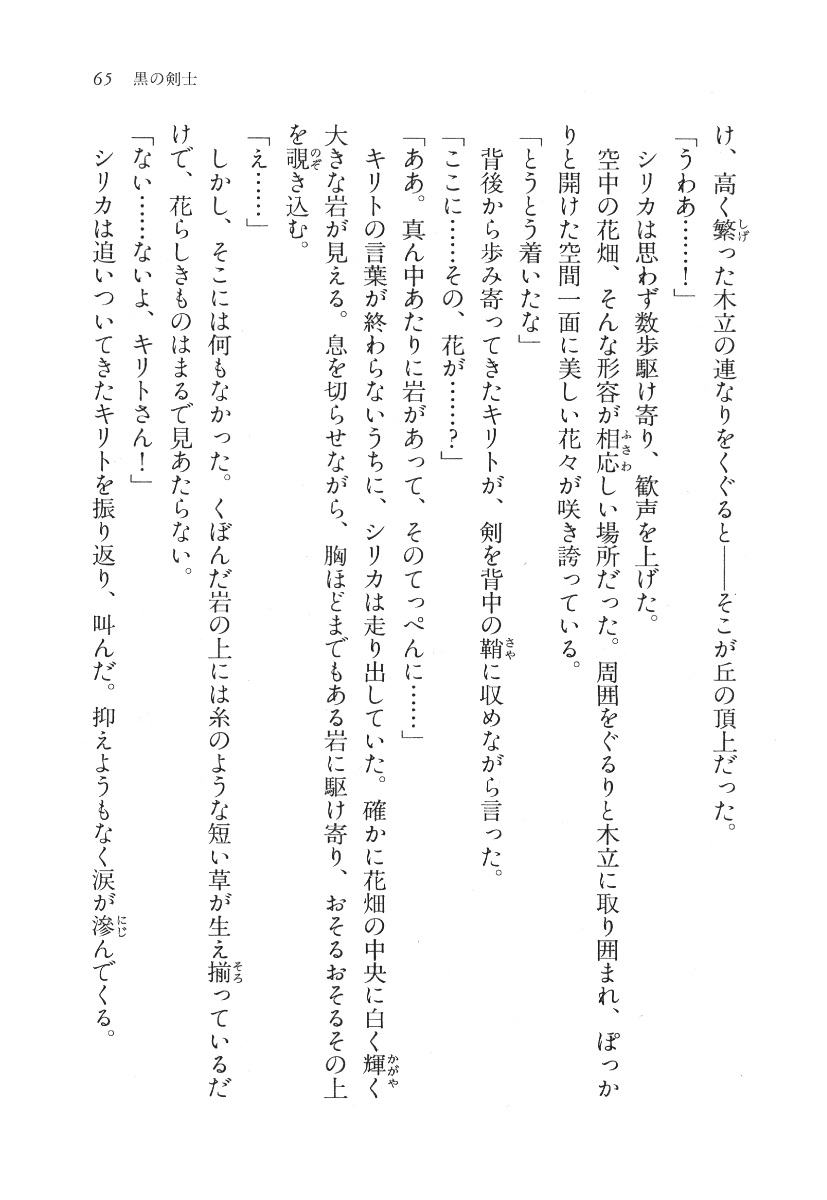 65 黒の剣士
け、高く繁った木立の連なりをくぐると――そこが丘の頂上だった。
「うわあ……！」
シリカは思わず数歩駆け寄り、歓声を上げた。
空中の花畑、そんな形容が相応しい場所だった。周囲をぐるりと木立に取り囲まれ、ぽっか
りと開けた空間一面に美しい花々が咲き誇っている。
「とうとう着いたな」
背後から歩み寄ってきたキリトが、剣を背中の鞘に収めながら言った。
「ここに……その、花が……？」
「ああ。真ん中あたりに岩があって、そのてっぺんに……」
キリトの言葉が終わらないうちに、シリカは走り出していた。確かに花畑の中央に白く輝く
大きな岩が見える。息を切らせながら、胸ほどまでもある岩に駆け寄り、おそるおそるその上
を覗き込む。
「え……」
しかし、そこには何もなかった。くぼんだ岩の上には糸のような短い草が生え揃っているだ
けで、花らしきものはまるで見あたらない。
「ない……ないよ、キリトさん！」
シリカは追いついてきたキリトを振り返り、叫んだ。抑えようもなく涙が滲んでくる。